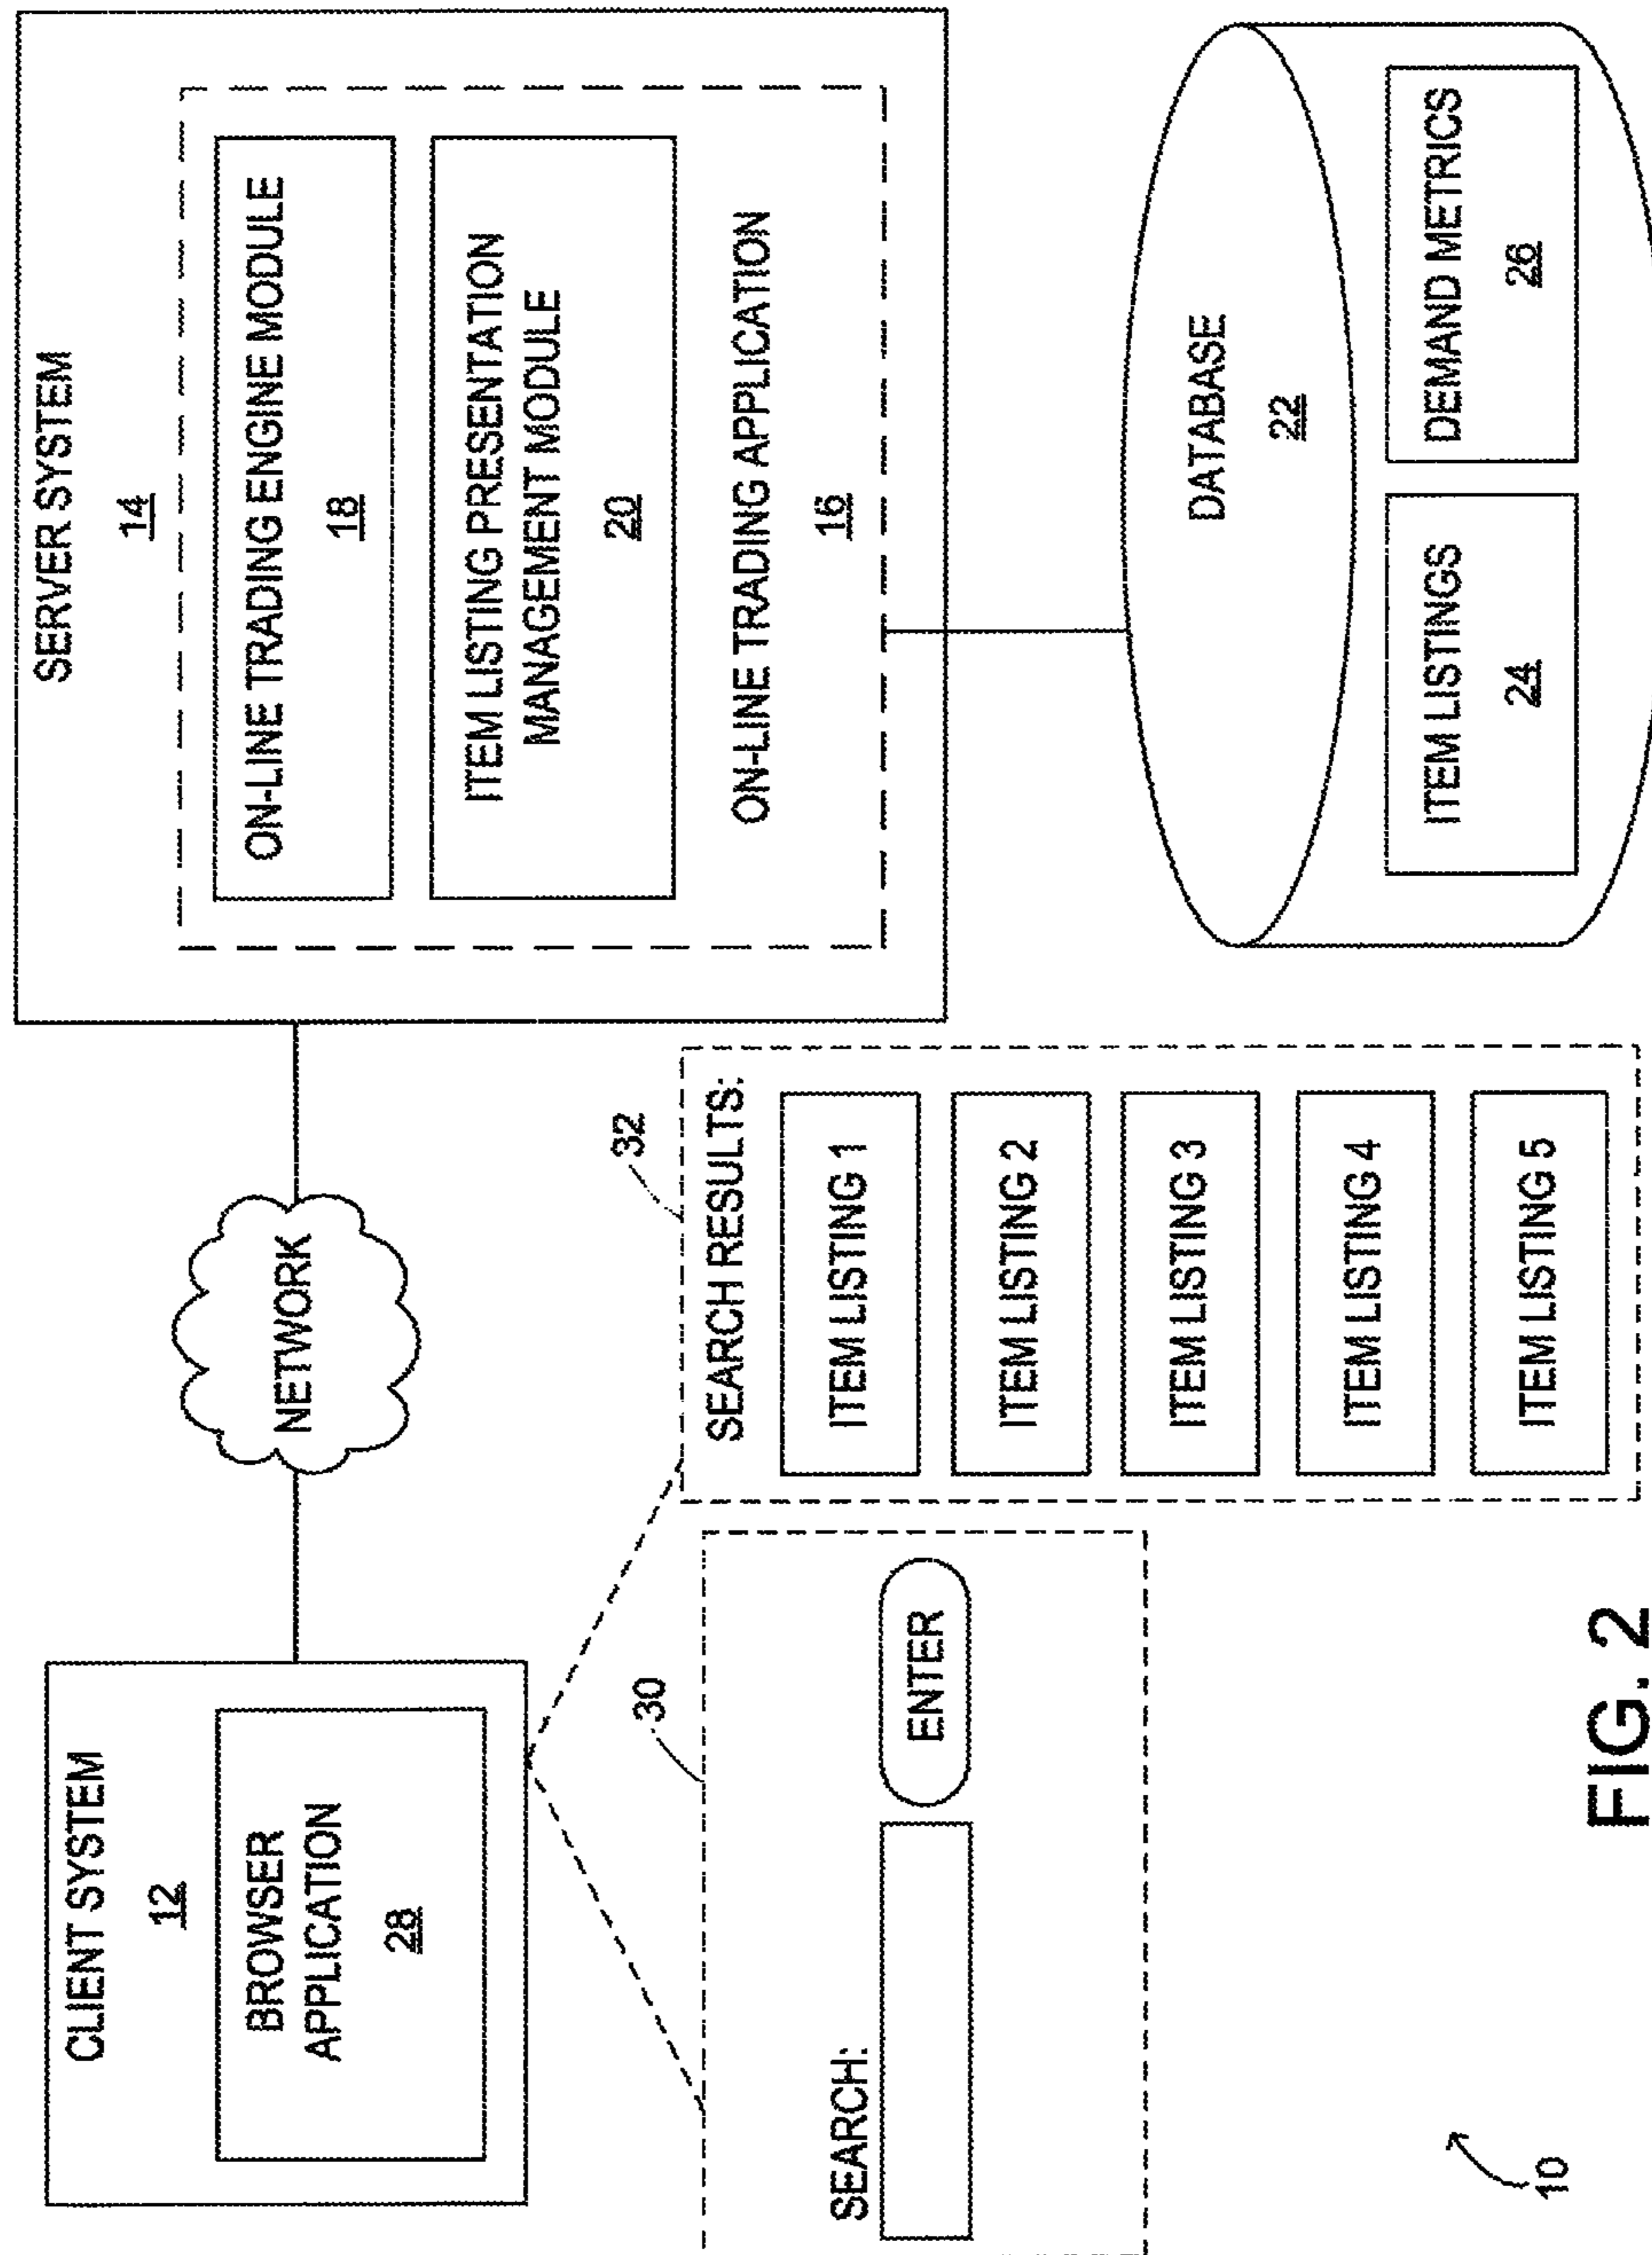 CLIENT SYSTEM
12
BROWSER
APPLICATION
28
NETWORK
SERVER SYSTEM
14
ON-LINE TRADING ENGINE MODULE
18
ITEM LISTING PRESENTATION
MANAGEMENT MODULE
20
ON-LINE TRADING APPLICATION
16
30
SEARCH:
ENTER
32
SEARCH RESULTS:
ITEM LISTING 1
ITEM LISTING 2
ITEM LISTING 3
ITEM LISTING 4
ITEM LISTING 5
DATABASE
22
ITEM LISTINGS
24
DEMAND METRICS
26
10
FIG. 2